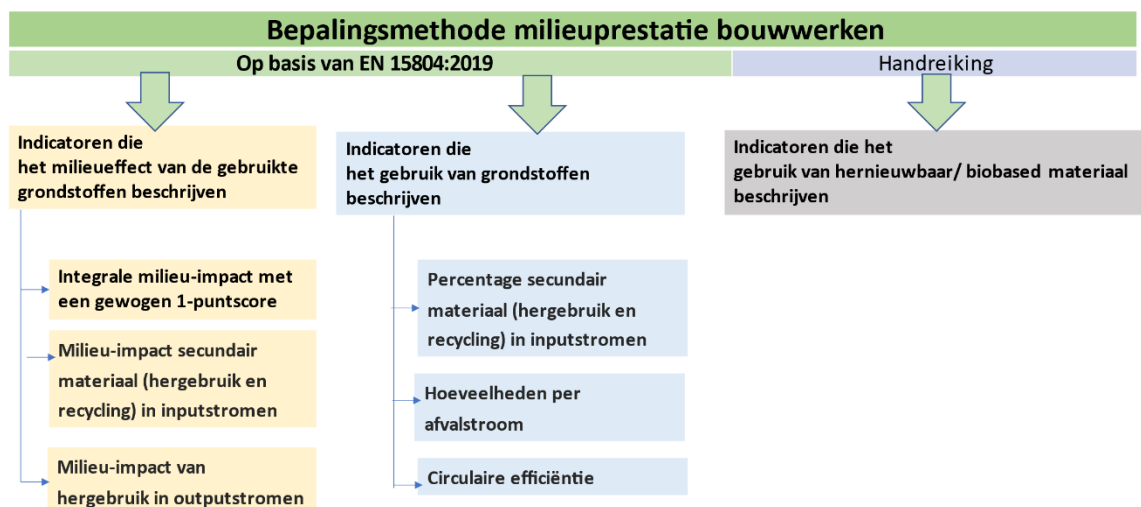 Bepalingsmethode milieuprestatie bouwwerken
Op basis van EN 15804:2019
Handreiking
Indicatoren die
het milieueffect van de gebruikte
grondstoffen beschrijven
Integrale milieu-impact met
een gewogen 1-puntscore
Milieu-impact secundair
materiaal (hergebruik en
recycling) in inputstromen
Milieu-impact van
hergebruik in outputstromen
Indicatoren die
het gebruik van grondstoffen
beschrijven
Percentage secundair
materiaal (hergebruik en
recycling) in inputstromen
Hoeveelheden per
afvalstroom
Circulaire efficiëntie
Indicatoren die het
gebruik van hernieuwbaar/ biobased materiaal
beschrijven